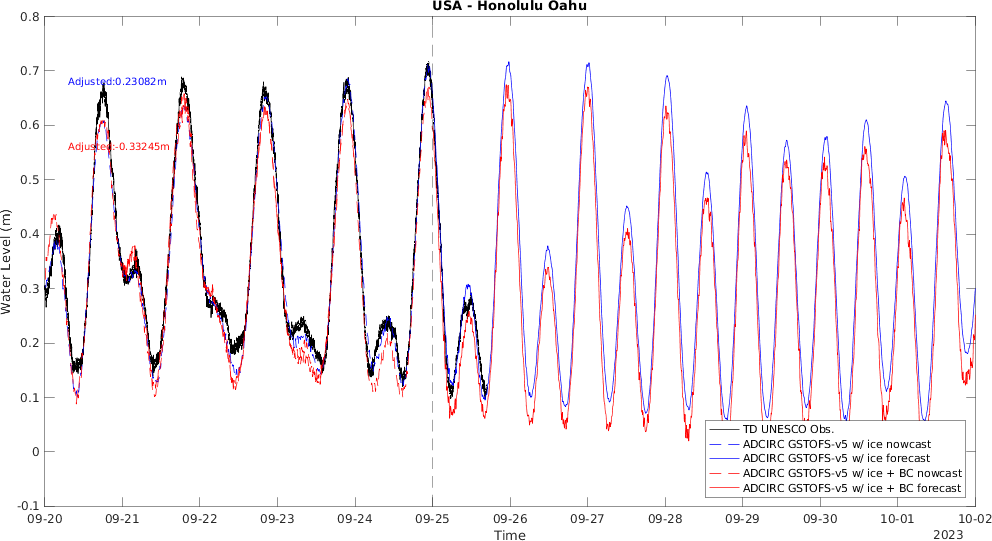 USA - Honolulu Oahu
0.8
0.7
0.6
0.5
0.4
0.3
0.2
0.1
0
-0.1
Water Level (m)
Adjusted:0.23082m
Adjusted:-0.33245m
TD UNESCO Obs.
ADCIRC GSTOFS-v5 w/ ice nowcast
ADCIRC GSTOFS-v5 w/ ice forecast
ADCIRC GSTOFS-v5 w/ ice + BC nowcast
ADCIRC GSTOFS-v5 w/ ice + BC forecast
09-20 09-21 09-22 09-23 09-24 09-25 09-26 09-27 09-28 09-29 09-30 10-01 10-02
Time
2023